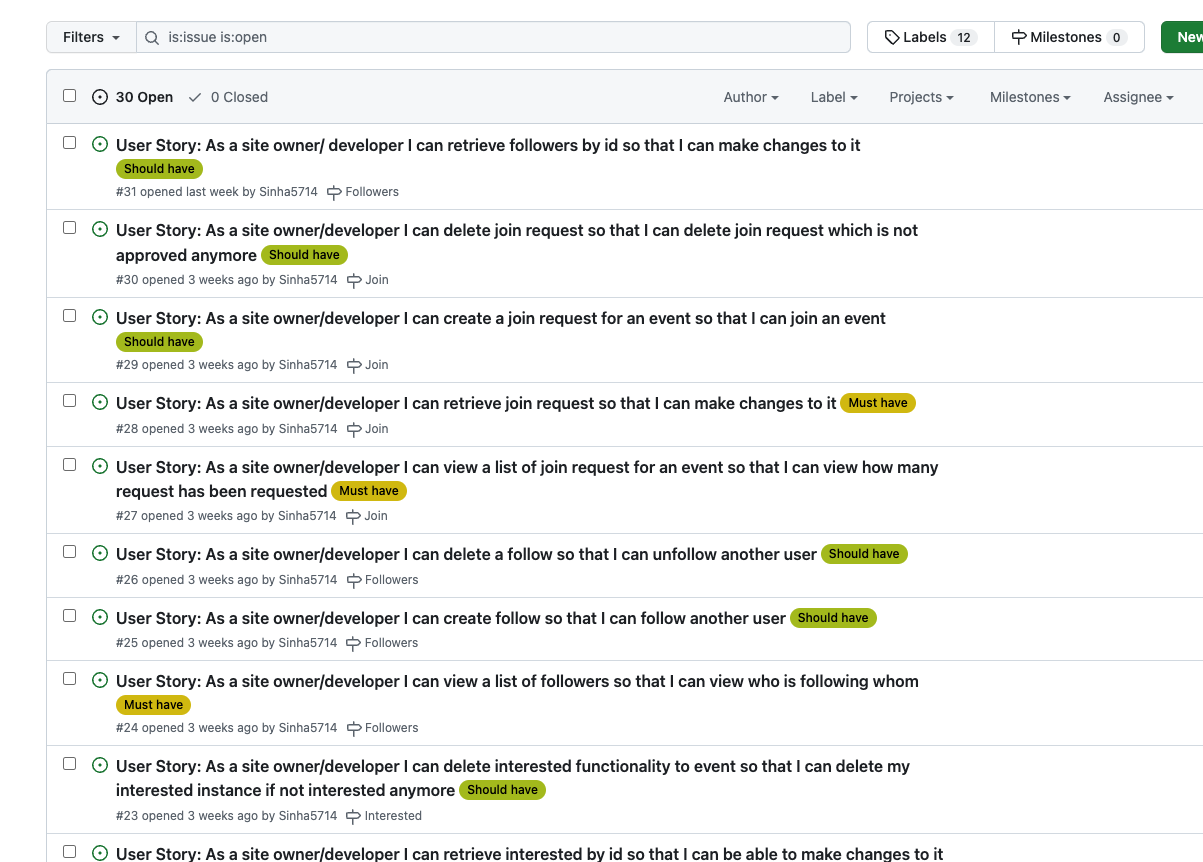 Filters
is:issue is:open
Labels 12
Milestones 0
New
30 Open
0 Closed
Author
Label
Projects
Milestones
Assignee
User Story: As a site owner/ developer I can retrieve followers by id so that I can make changes to it
Should have
#31 opened last week by Sinha5714 Followers
User Story: As a site owner/developer I can delete join request so that I can delete join request which is not
approved anymore Should have
#30 opened 3 weeks ago by Sinha5714 Join
User Story: As a site owner/developer I can create a join request for an event so that I can join an event
Should have
#29 opened 3 weeks ago by Sinha5714 Join
User Story: As a site owner/developer I can retrieve join request so that I can make changes to it Must have
#28 opened 3 weeks ago by Sinha5714 Join
User Story: As a site owner/developer I can view a list of join request for an event so that I can view how many
request has been requested Must have
#27 opened 3 weeks ago by Sinha5714 Join
User Story: As a site owner/developer I can delete a follow so that I can unfollow another user Should have
#26 opened 3 weeks ago by Sinha5714 Followers
User Story: As a site owner/developer I can create follow so that I can follow another user Should have
#25 opened 3 weeks ago by Sinha5714 Followers
User Story: As a site owner/developer I can view a list of followers so that I can view who is following whom
Must have
#24 opened 3 weeks ago by Sinha5714 Followers
User Story: As a site owner/developer I can delete interested functionality to event so that I can delete my
interested instance if not interested anymore Should have
#23 opened 3 weeks ago by Sinha5714 Interested
User Story: As a site owner/developer I can retrieve interested by id so that I can be able to make changes to it